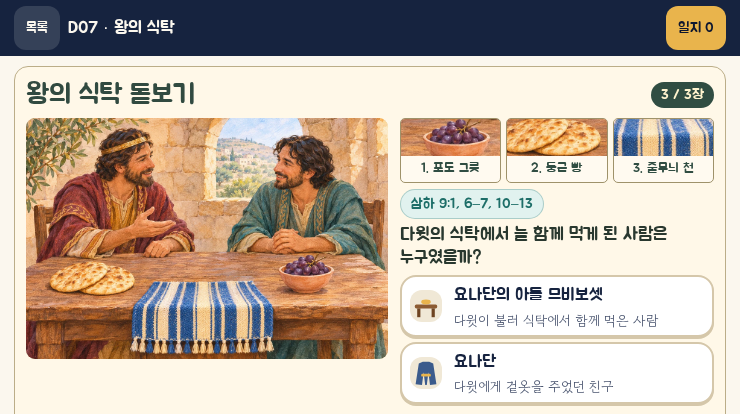 목록
D07 · 왕의 식탁
일지 0
왕의 식탁 돋보기
3 / 3장
1. 포도 그릇
2. 둥근 빵
3. 줄무늬 천
삼하 9:1, 6–7, 10–13
다윗의 식탁에서 늘 함께 먹게 된 사람은
누구였을까?
요나단의 아들 므비보셋
다윗이 불러 식탁에서 함께 먹은 사람
요나단
다윗에게 겉옷을 주었던 친구